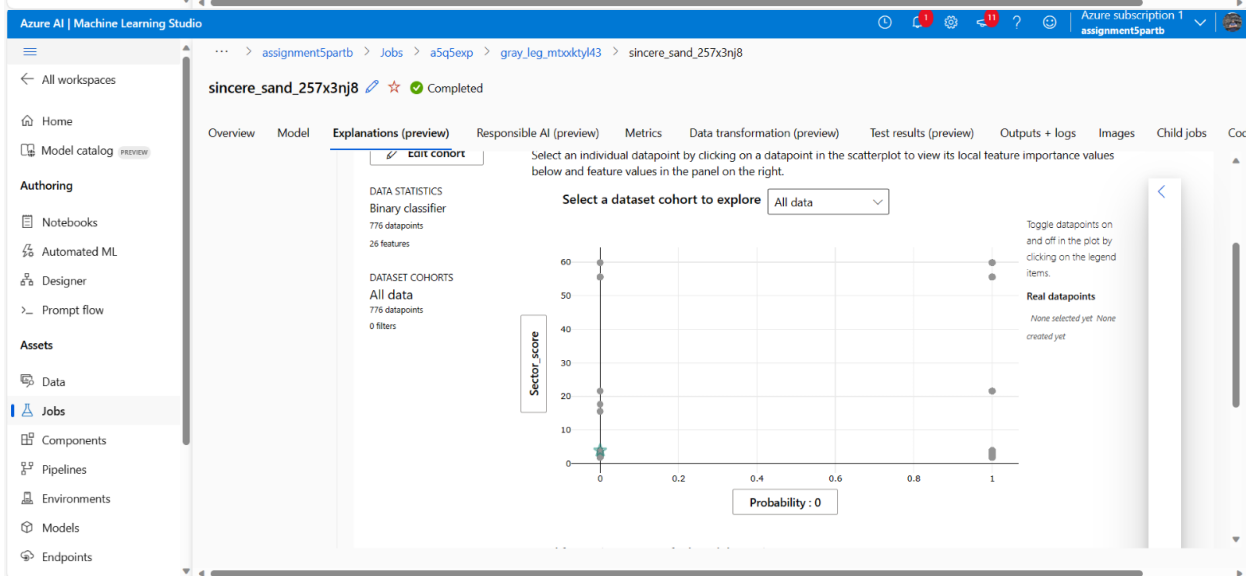 Azure AI | Machine Learning Studio
1
11
?
Azure subscription 1
assignment5partb
All workspaces
Home
Model catalog PREVIEW
Authoring
Notebooks
Automated ML
Designer
Prompt flow
Assets
Data
Jobs
Components
Pipelines
Environments
Models
Endpoints
... > assignment5partb > Jobs > a5q5exp > gray_leg_mtxxktyl43 > sincere_sand_257x3nj8
sincere_sand_257x3nj8 Completed
Overview Model Explanations (preview) Responsible AI (preview) Metrics Data transformation (preview) Test results (preview) Outputs + logs Images Child jobs Coc
Edit cohort
DATA STATISTICS
Binary classifier
776 datapoints
26 features
DATASET COHORTS
All data
776 datapoints
0 filters
Select an individual datapoint by clicking on a datapoint in the scatterplot to view its local feature importance values
below and feature values in the panel on the right.
Select a dataset cohort to explore All data
Sector_score
60
50
40
30
20
10
0
0 0.2 0.4 0.6 0.8 1
Probability : 0
Toggle datapoints on
and off in the plot by
clicking on the legend
items.
Real datapoints
None selected yet None
created yet